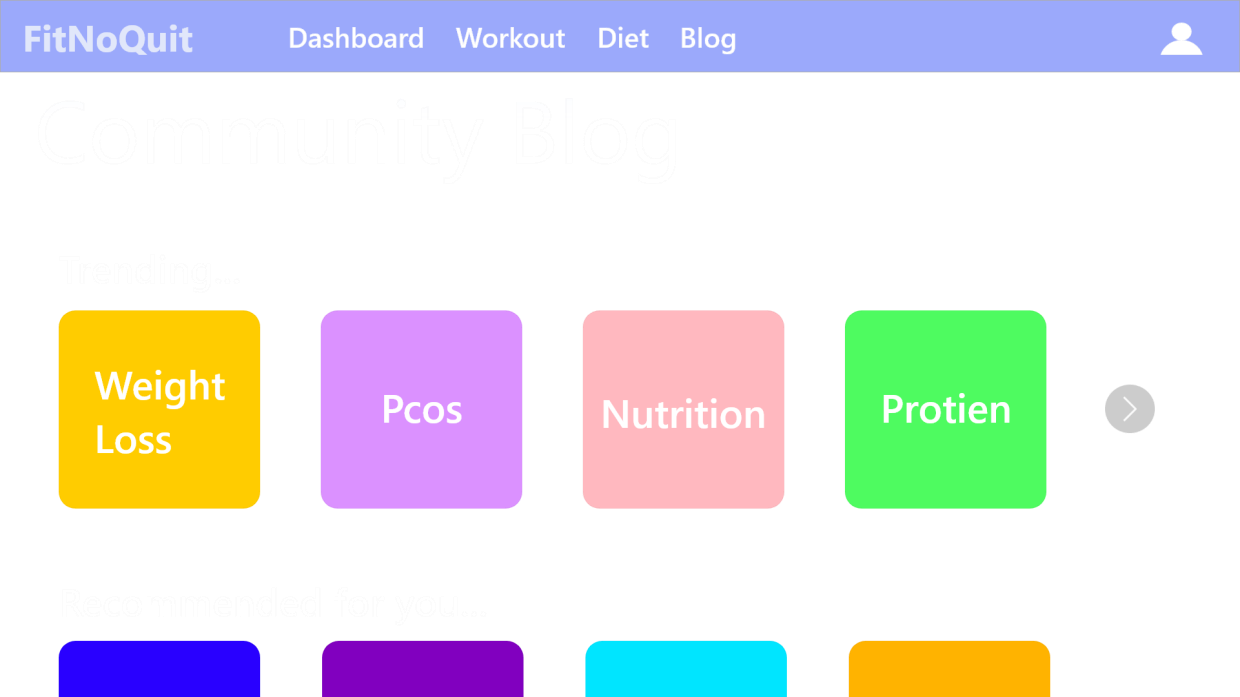 FitNoQuit
Dashboard Workout Diet Blog
Community Blog
Trending...
Weight
Loss
Pcos
Nutrition
Protien
Recommended for you...